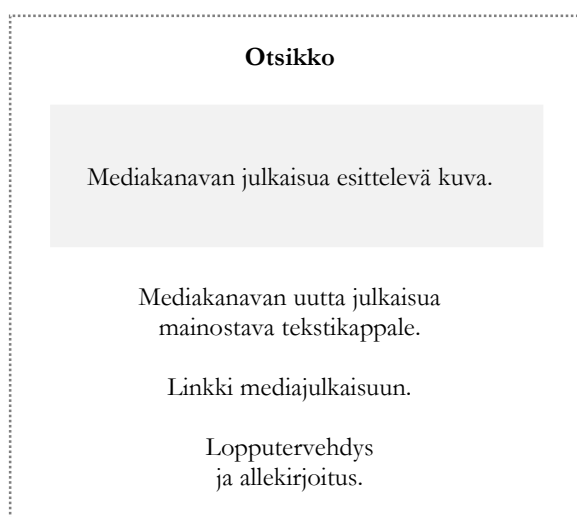 Otsikko
Mediakanavan julkaisua esittelevä kuva.
Mediakanavan uutta julkaisua
mainostava tekstikappale.
Linkki mediajulkaisuun.
Lopputervehdys
ja allekirjoitus.